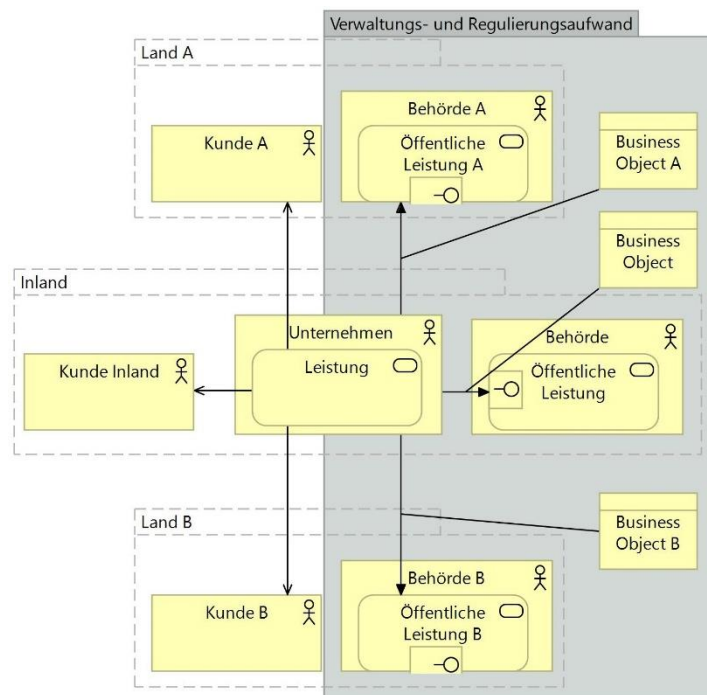 Verwaltungs- und Regulierungsaufwand
Land A
Kunde A
Behörde A
Öffentliche
Leistung A
Business
Object A
Business
Object
Inland
Kunde Inland
Unternehmen
Leistung
Behörde
Öffentliche
Leistung
Land B
Kunde B
Behörde B
Öffentliche
Leistung B
Business
Object B